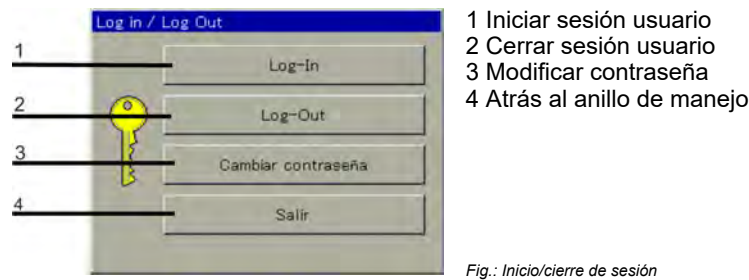 Log in / Log Out
1
Log-In
2
Log-Out
3
Cambiar contraseña
4
Salir
1 Iniciar sesión usuario
2 Cerrar sesión usuario
3 Modificar contraseña
4 Atrás al anillo de manejo
Fig.: Inicio/cierre de sesión